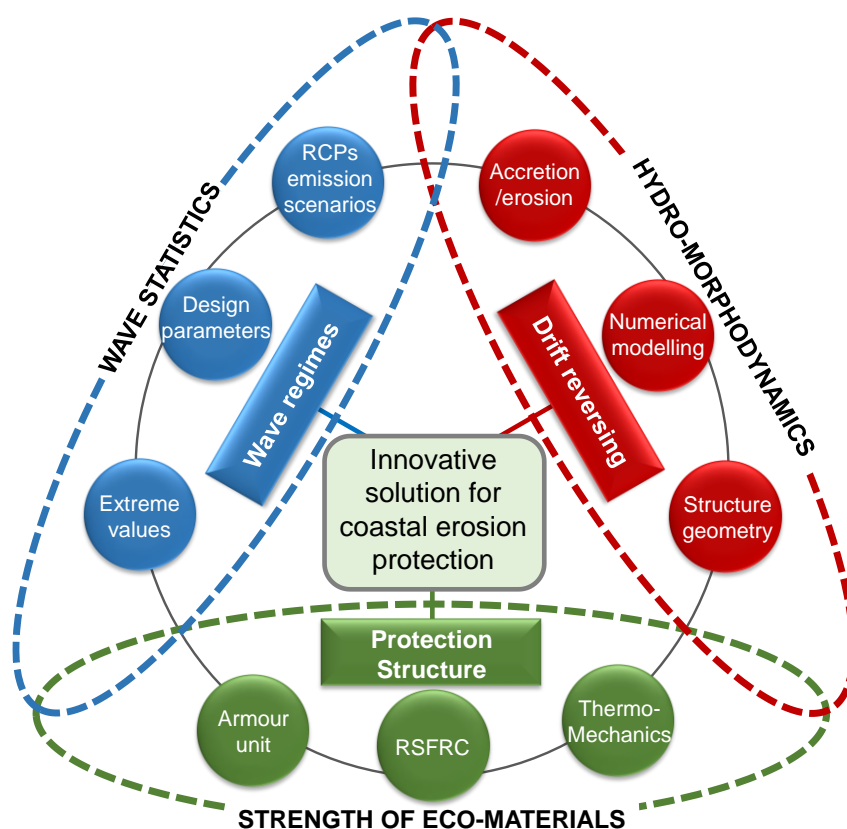 RCPs
emission
scenarios
Accretion
/erosion
WAVE STATISTICS
HYDRO-MORPHODYNAMICS
Design
parameters
Numerical
modelling
Wave regimes
Drift reversing
Innovative
solution for
coastal erosion
protection
Extreme
values
Structure
geometry
Protection
Structure
Armour
unit
RSFRC
Thermo-
Mechanics
STRENGTH OF ECO-MATERIALS